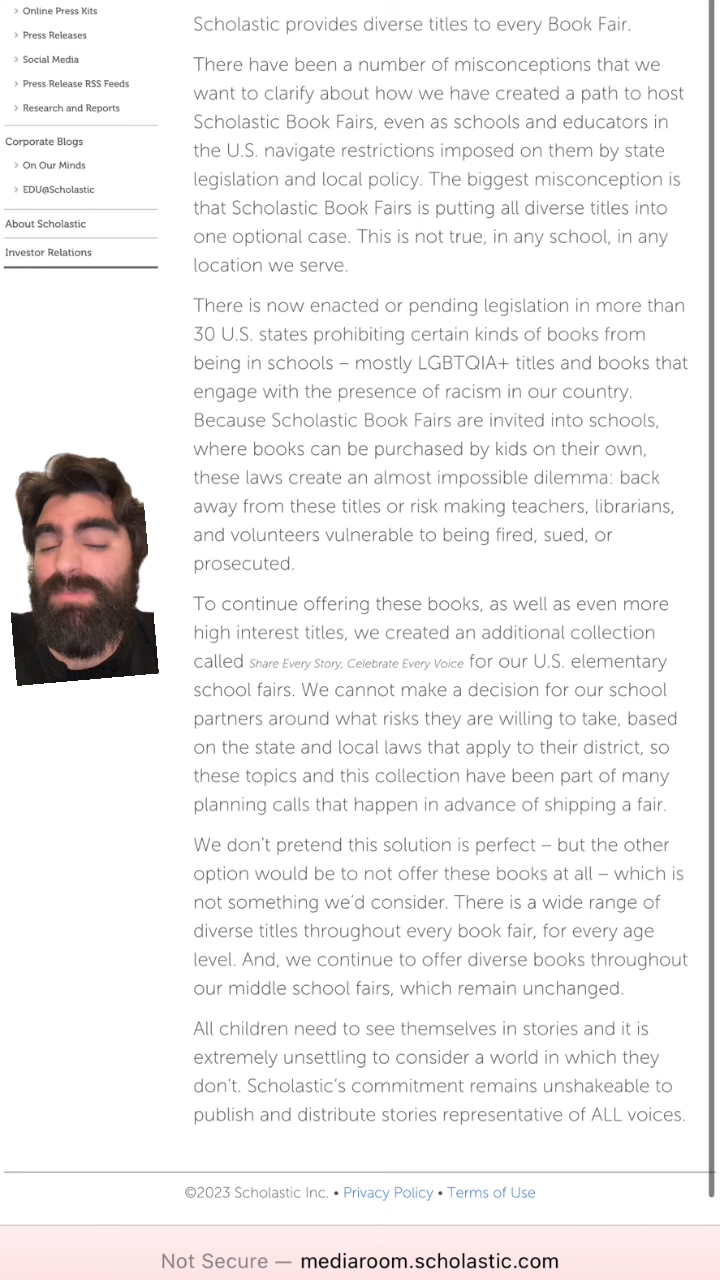 Online Press Kits
Press Releases
Social Media
Press Release RSS Feeds
Research and Reports
Corporate Blogs
On Our Minds
EDU@Scholastic
About Scholastic
Investor Relations
Scholastic provides diverse titles to every Book Fair.
There have been a number of misconceptions that we
want to clarify about how we have created a path to host
Scholastic Book Fairs, even as schools and educators in
the U.S. navigate restrictions imposed on them by state
legislation and local policy. The biggest misconception is
that Scholastic Book Fairs is putting all diverse titles into
one optional case. This is not true, in any school, in any
location we serve.
There is now enacted or pending legislation in more than
30 U.S. states prohibiting certain kinds of books from
being in schools – mostly LGBTQIA+ titles and books that
engage with the presence of racism in our country.
Because Scholastic Book Fairs are invited into schools,
where books can be purchased by kids on their own,
these laws create an almost impossible dilemma: back
away from these titles or risk making teachers, librarians,
and volunteers vulnerable to being fired, sued, or
prosecuted.
To continue offering these books, as well as even more
high interest titles, we created an additional collection
called Share Every Story, Celebrate Every Voice for our U.S. elementary
school fairs. We cannot make a decision for our school
partners around what risks they are willing to take, based
on the state and local laws that apply to their district, so
these topics and this collection have been part of many
planning calls that happen in advance of shipping a fair.
We don't pretend this solution is perfect – but the other
option would be to not offer these books at all – which is
not something we'd consider. There is a wide range of
diverse titles throughout every book fair, for every age
level. And, we continue to offer diverse books throughout
our middle school fairs, which remain unchanged.
All children need to see themselves in stories and it is
extremely unsettling to consider a world in which they
don't. Scholastic's commitment remains unshakeable to
publish and distribute stories representative of ALL voices.
©2023 Scholastic Inc. • Privacy Policy • Terms of Use
Not Secure — mediaroom.scholastic.com